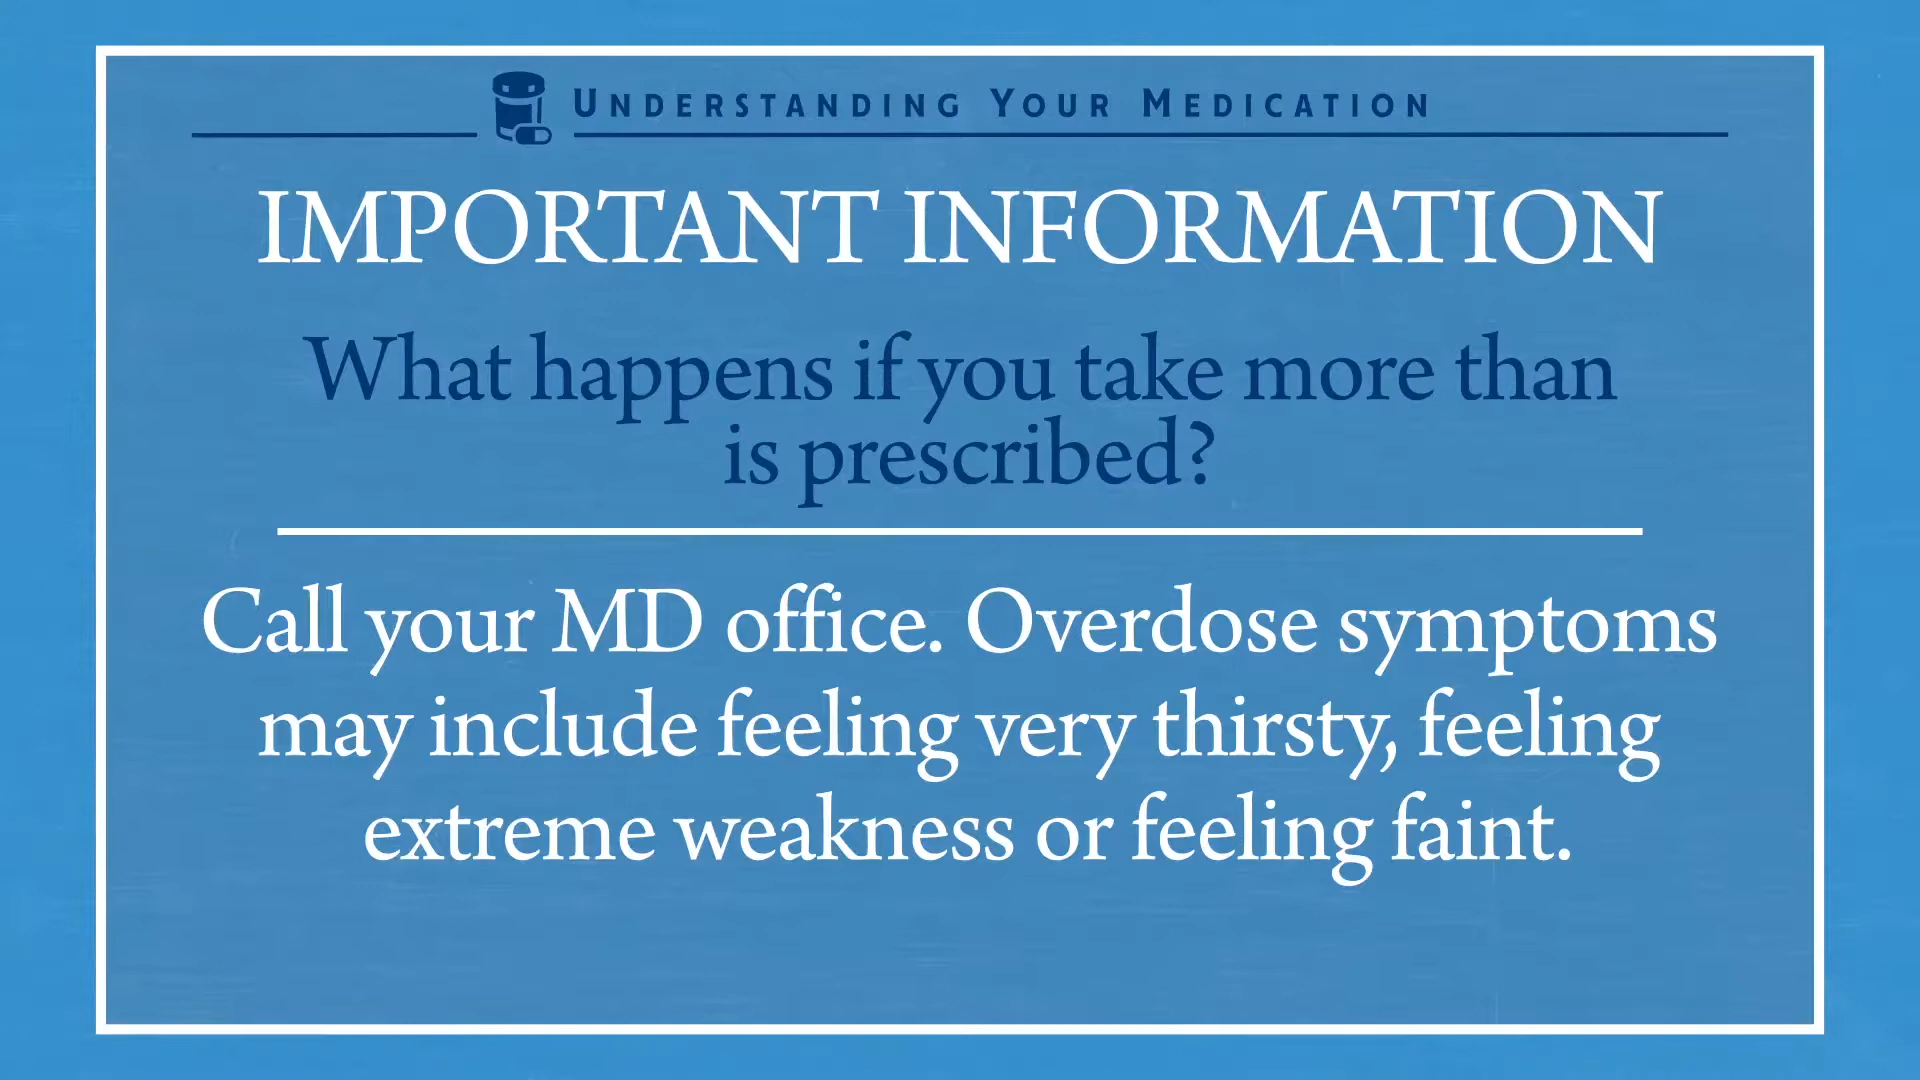 Understanding Your Medication
IMPORTANT INFORMATION
What happens if you take more than
is prescribed?
Call your MD office. Overdose symptoms
may include feeling very thirsty, feeling
extreme weakness or feeling faint.